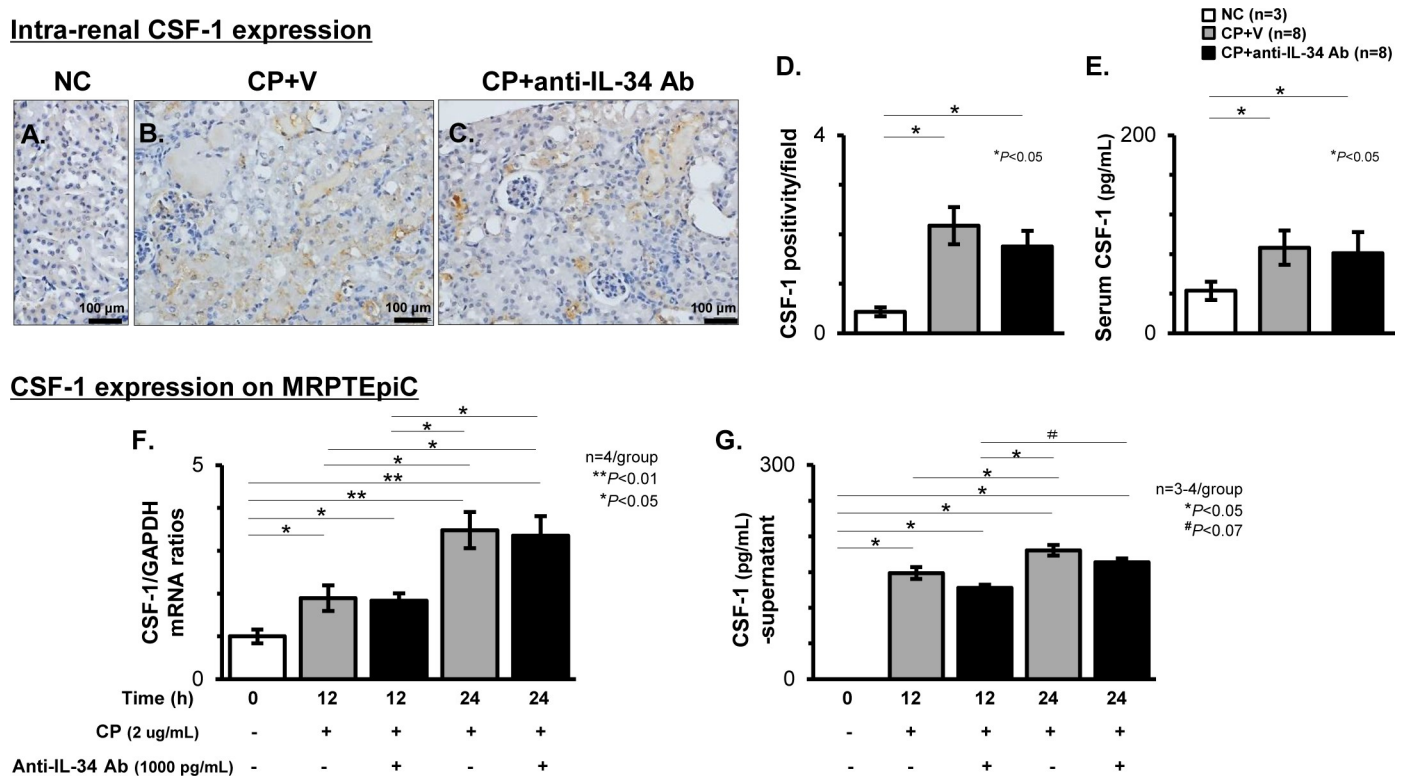 Intra-renal CSF-1 expression
NC (n=3)
CP+V (n=8)
CP+anti-IL-34 Ab (n=8)
NC
CP+V
CP+anti-IL-34 Ab
A.
B.
C.
100 μm
100 μm
100 μm
D.
CSF-1 positivity/field
4
0
*
*
*P<0.05
E.
Serum CSF-1 (pg/mL)
200
0
*
*
*P<0.05
CSF-1 expression on MRPTEpiC
F.
CSF-1/GAPDH
mRNA ratios
5
0
*
*
*
*
**
**
*
*
n=4/group
**P<0.01
*P<0.05
Time (h) 0 12 12 24 24
CP (2 ug/mL) - + + + +
Anti-IL-34 Ab (1000 pg/mL) - - + - +
G.
CSF-1 (pg/mL)
-supernatant
300
0
#
*
*
*
*
*
*
n=3-4/group
*P<0.05
#P<0.07
0 12 12 24 24
- + + + +
- - + - +